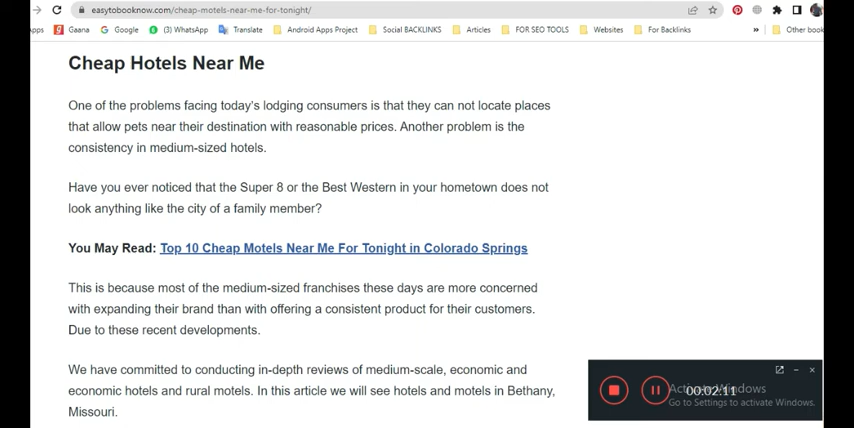 easytobooknow.com/cheap-motels-near-me-for-tonight/
Apps Gaana Google (3) WhatsApp Translate Android Apps Project Social BACKLINKS Articles FOR SEO TOOLS Websites For Backlinks » Other book
Cheap Hotels Near Me
One of the problems facing today's lodging consumers is that they can not locate places
that allow pets near their destination with reasonable prices. Another problem is the
consistency in medium-sized hotels.
Have you ever noticed that the Super 8 or the Best Western in your hometown does not
look anything like the city of a family member?
You May Read: Top 10 Cheap Motels Near Me For Tonight in Colorado Springs
This is because most of the medium-sized franchises these days are more concerned
with expanding their brand than with offering a consistent product for their customers.
Due to these recent developments.
We have committed to conducting in-depth reviews of medium-scale, economic and
economic hotels and rural motels. In this article we will see hotels and motels in Bethany,
Missouri.
Activate Windows
00:02:11
Go to Settings to activate Windows.